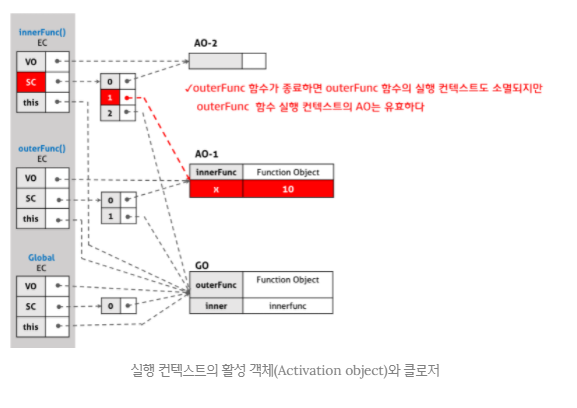 innerFunc()
EC
VO
SC
this
0
1
2
AO-2
✓outerFunc 함수가 종료하면 outerFunc 함수의 실행 컨텍스트도 소멸되지만
outerFunc 함수 실행 컨텍스트의 AO는 유효하다
outerFunc()
EC
VO
SC
this
0
1
AO-1
innerFunc Function Object
x 10
Global
EC
VO
SC
this
0
GO
outerFunc Function Object
inner innerfunc
실행 컨텍스트의 활성 객체(Activation object)와 클로저